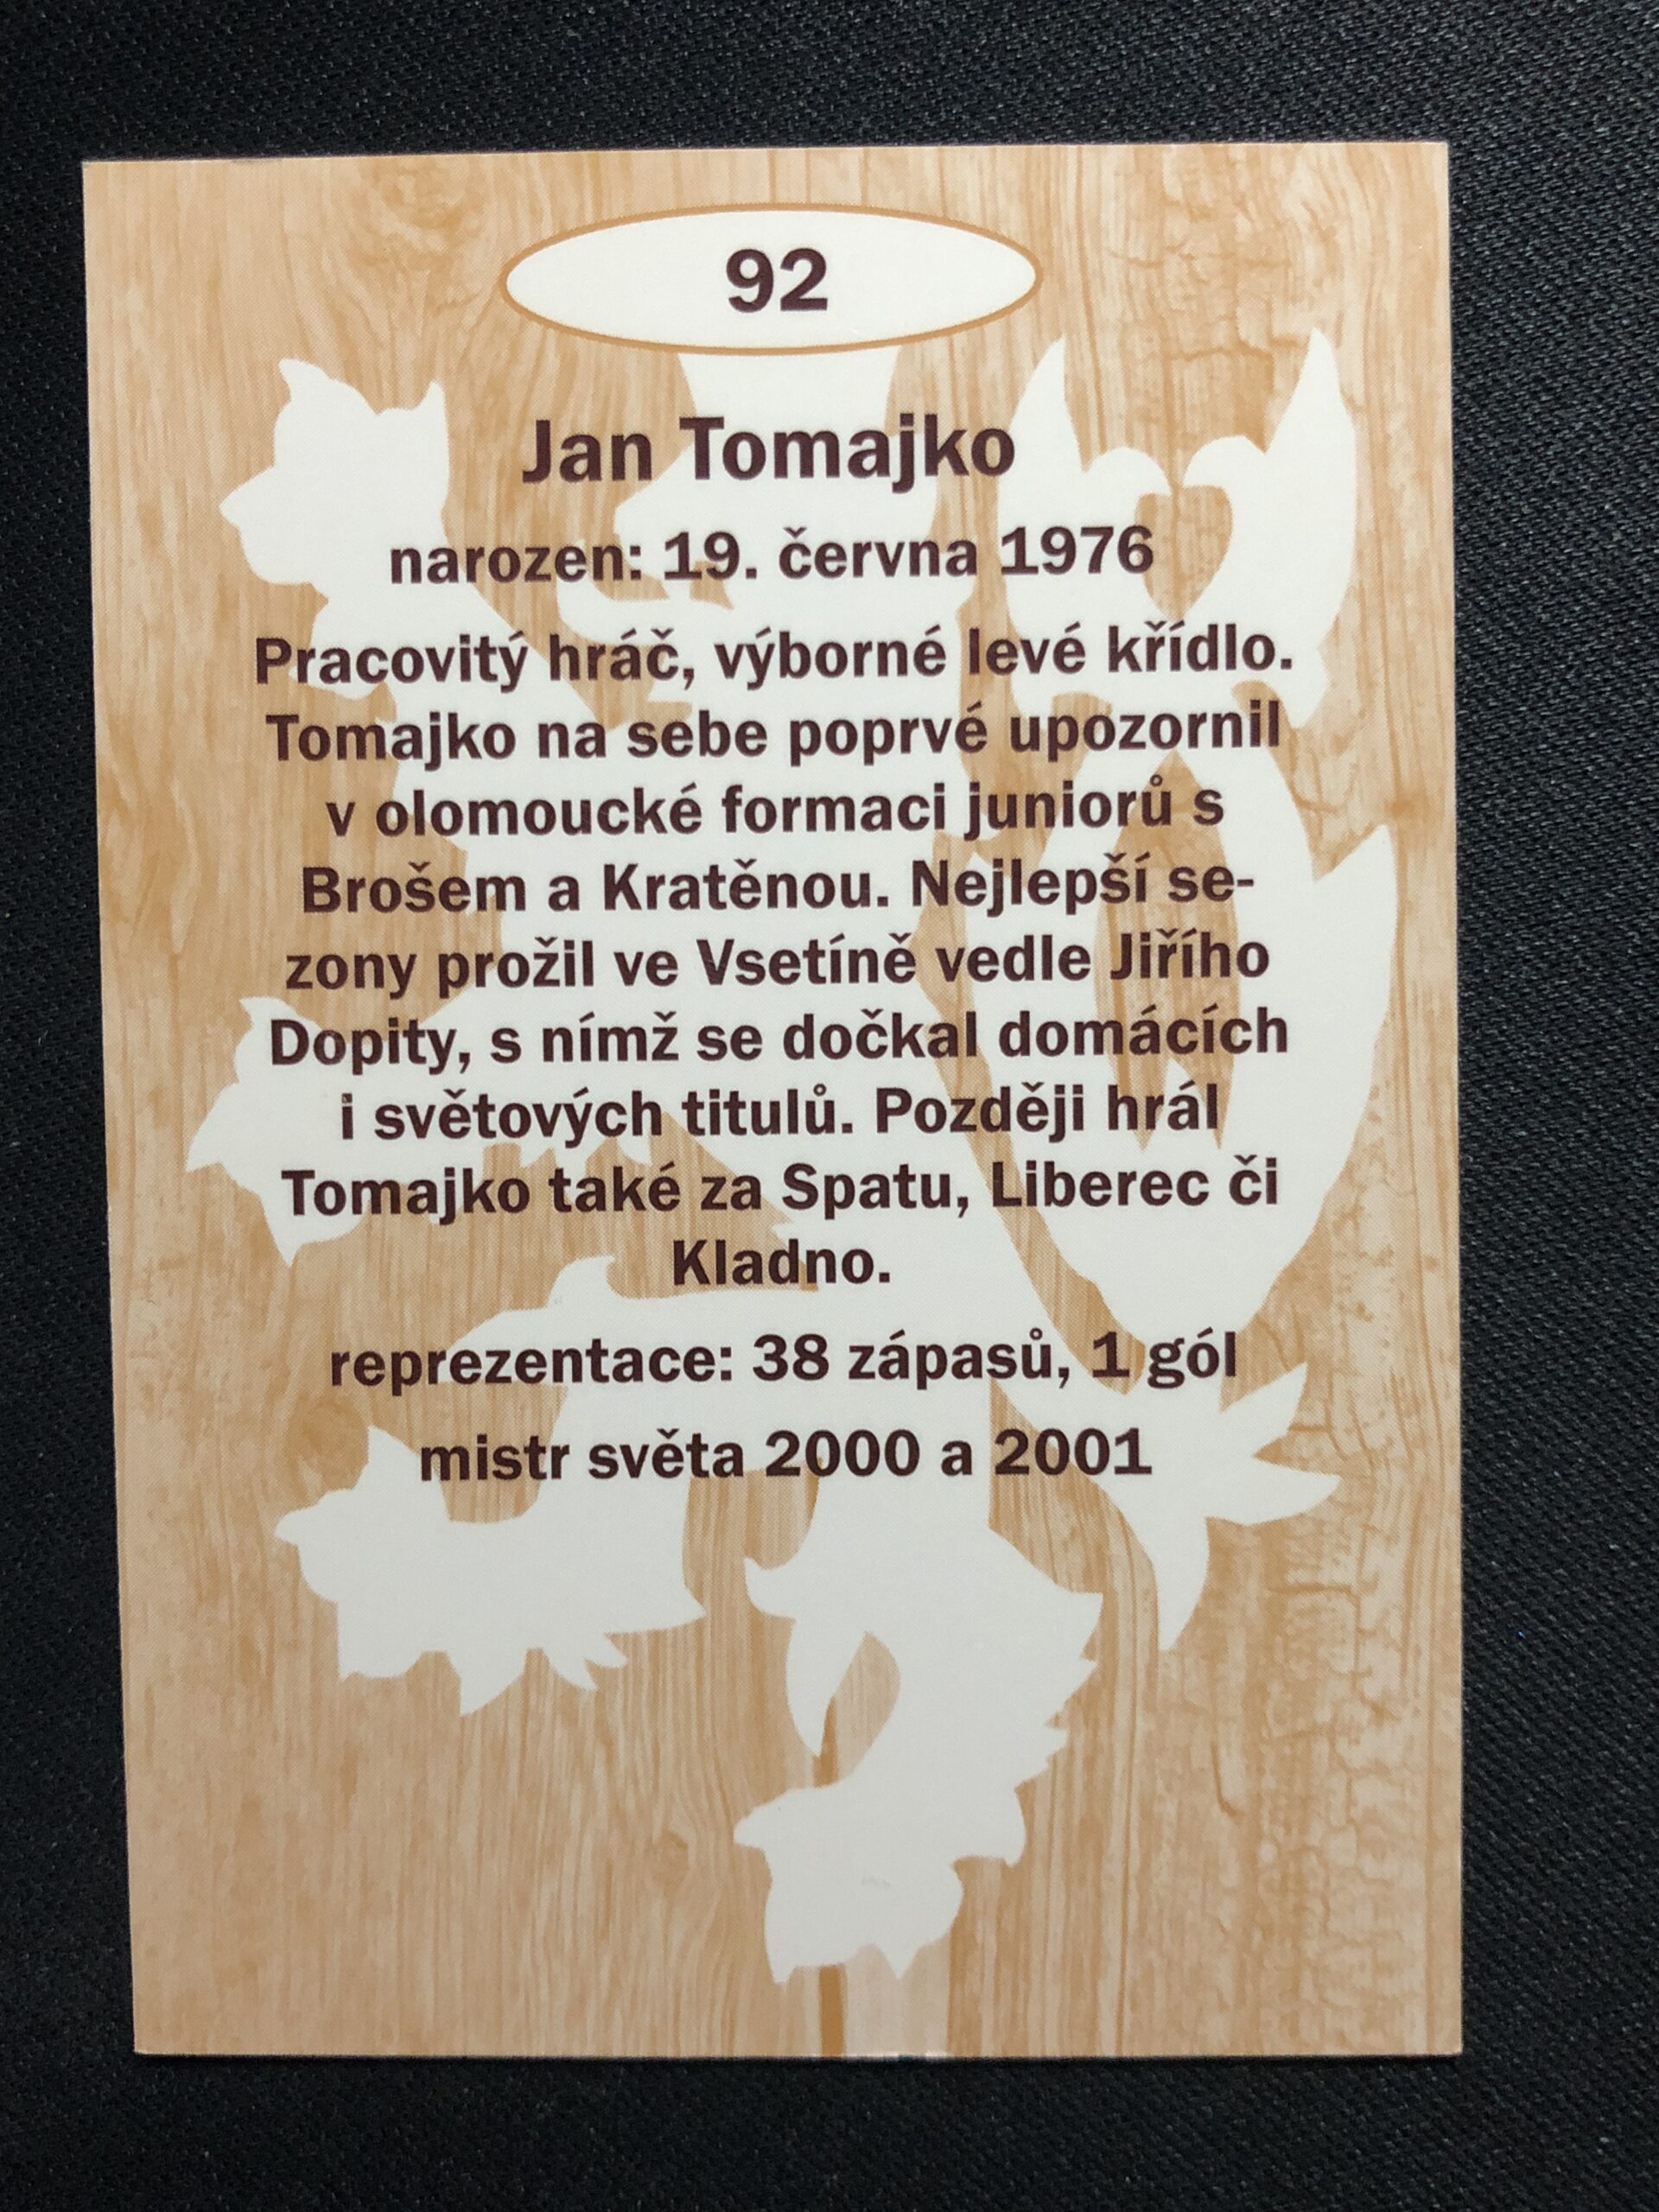 92
Jan Tomajko
narozen: 19. června 1976
Pracovitý hráč, výborné levé křídlo.
Tomajko na sebe poprvé upozornil
v olomoucké formaci juniorů s
Brošem a Kratěnou. Nejlepší se-
zony prožil ve Vsetíně vedle Jiřího
Dopity, s nímž se dočkal domácích
i světových titulů. Později hrál
Tomajko také za Spatu, Liberec či
Kladno.
reprezentace: 38 zápasů, 1 gól
mistr světa 2000 a 2001